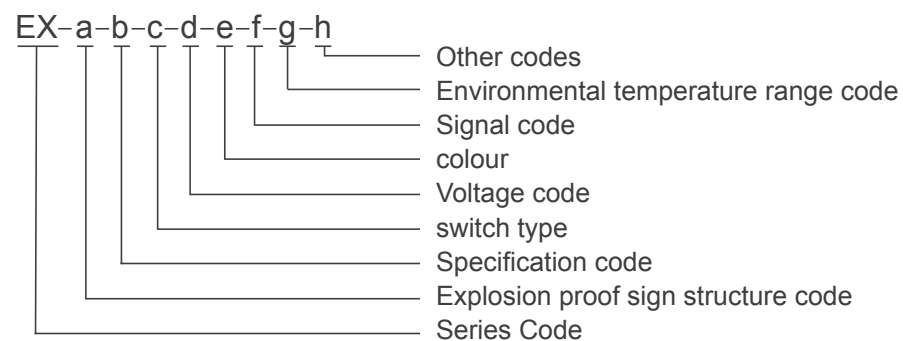 EX-a-b-c-d-e-f-g-h
Other codes
Environmental temperature range code
Signal code
colour
Voltage code
switch type
Specification code
Explosion proof sign structure code
Series Code